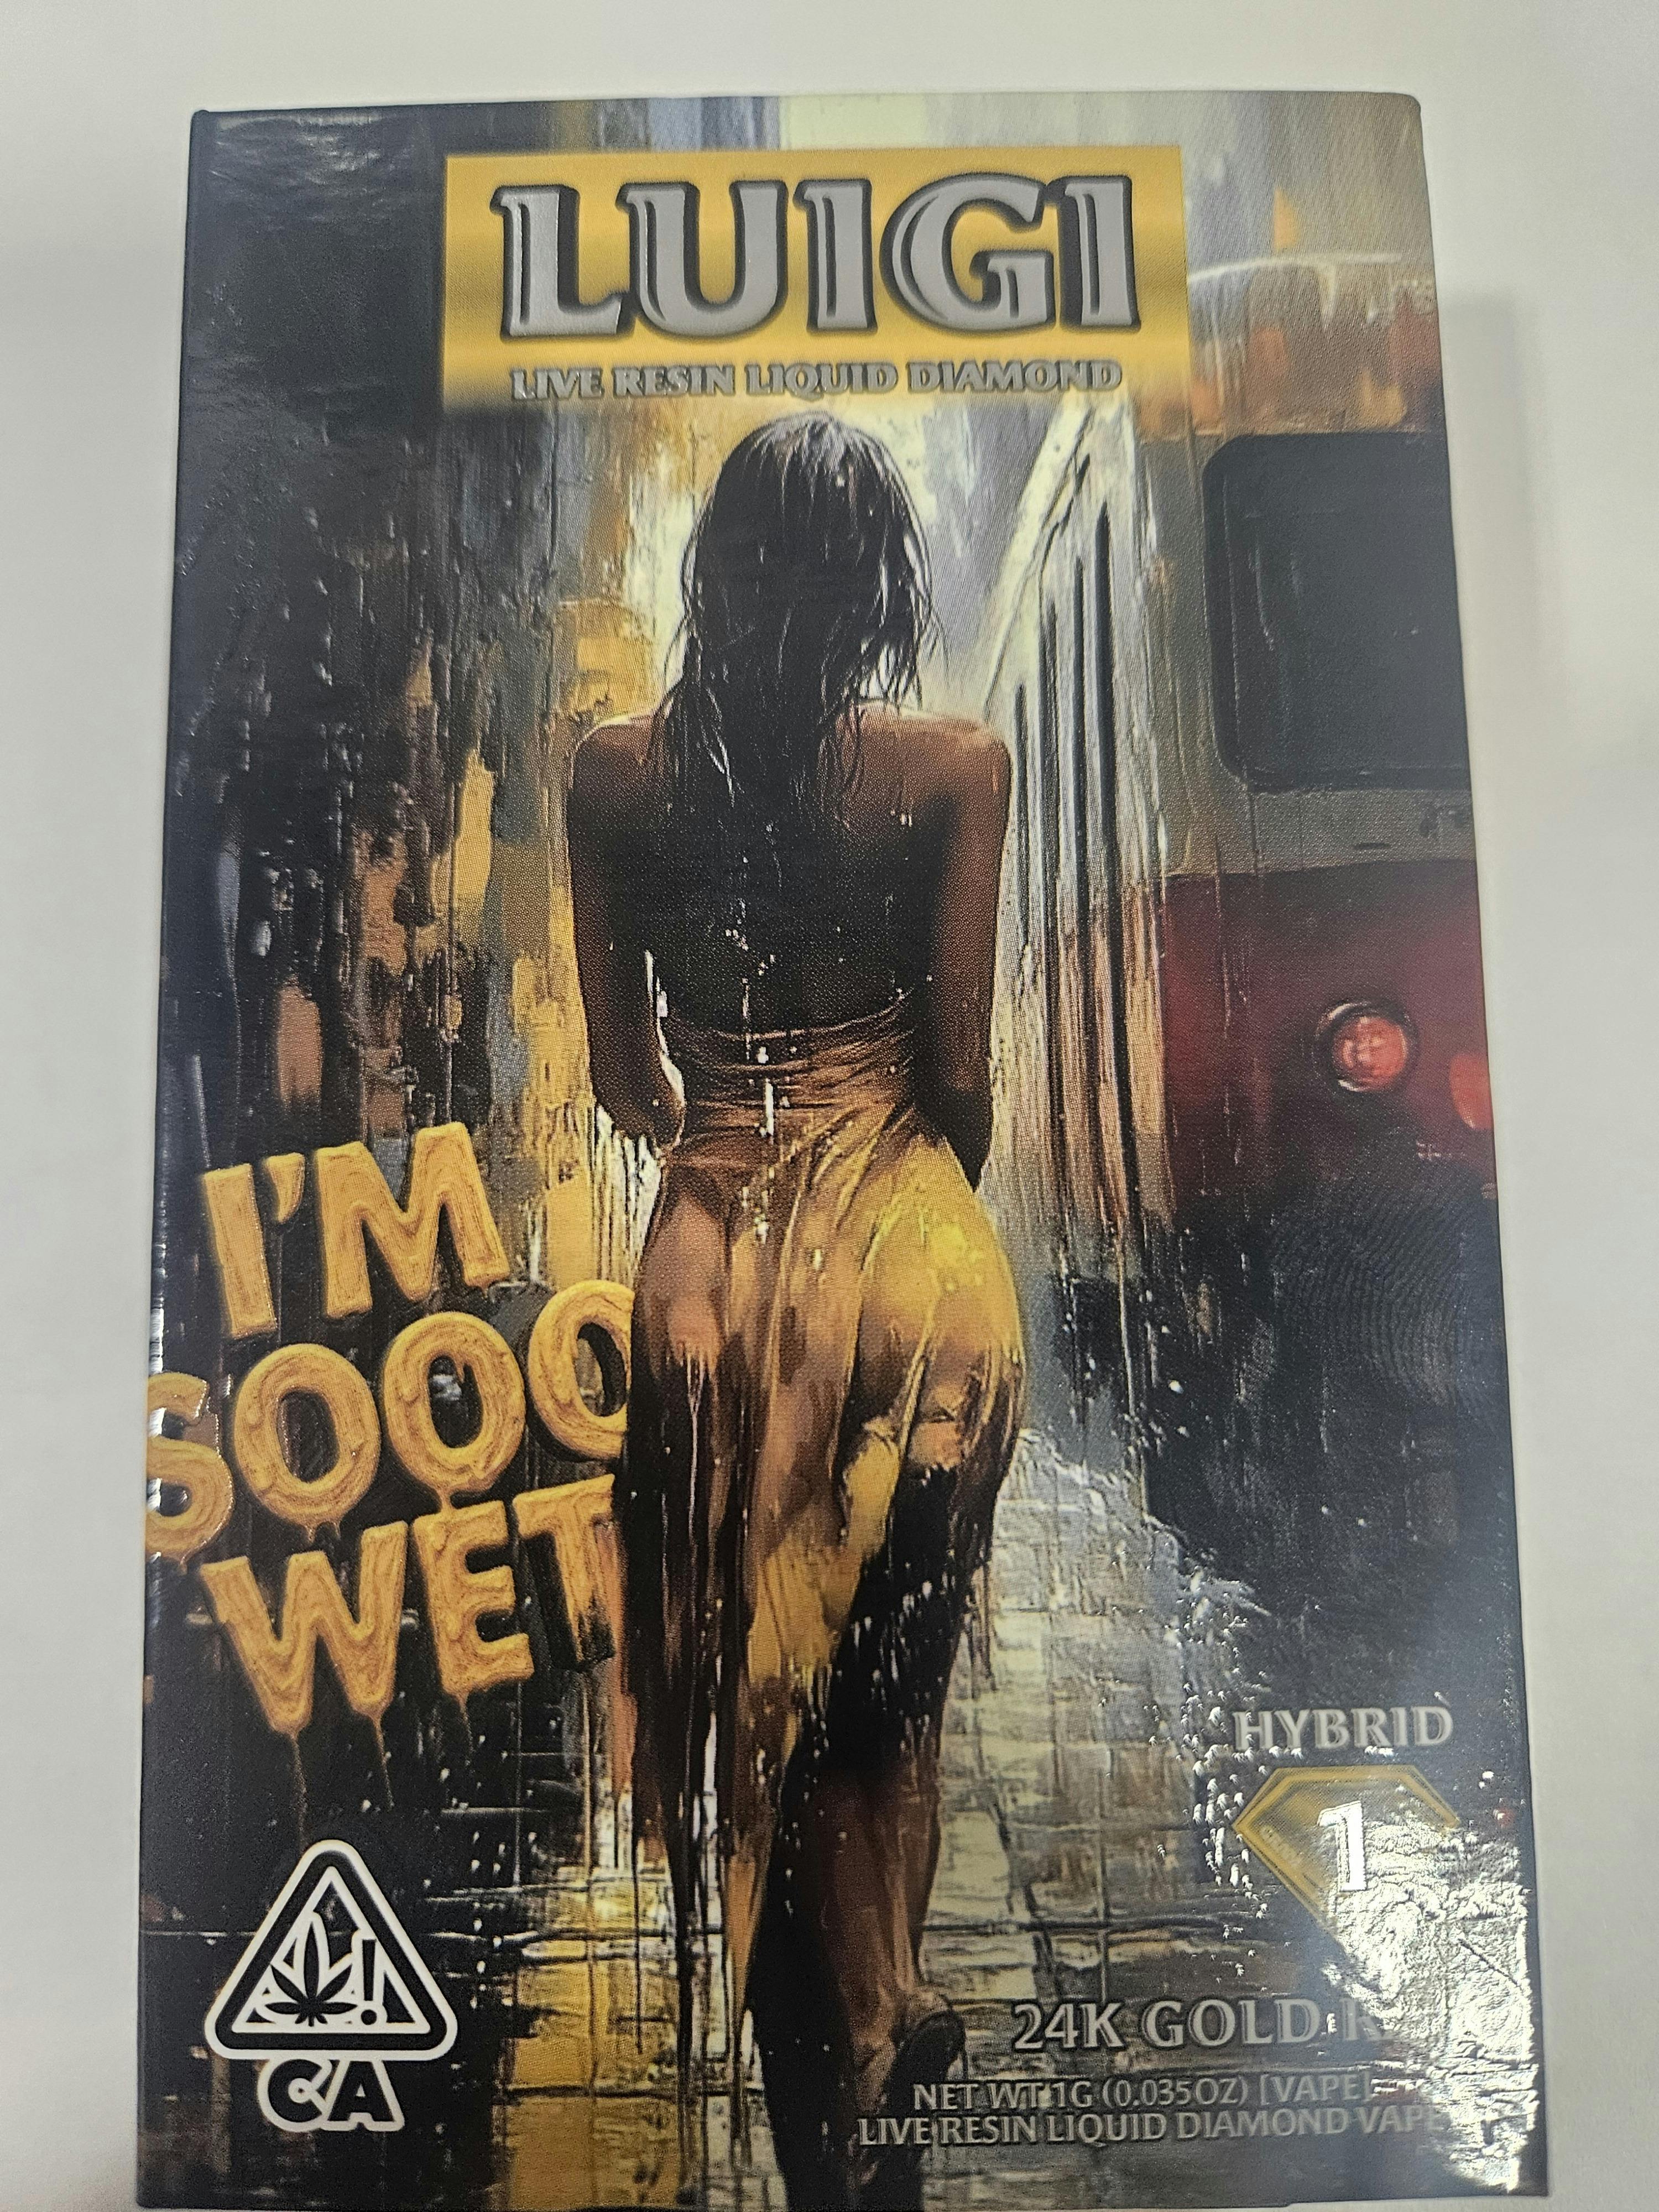 LUIGI
LIVE RESIN LIQUID DIAMOND
I'M
SOOO
WET
HYBRID
1
CA
24K GOLD
NET WT 1G (0.035OZ) [VAPE]
LIVE RESIN LIQUID DIAMOND VAPE